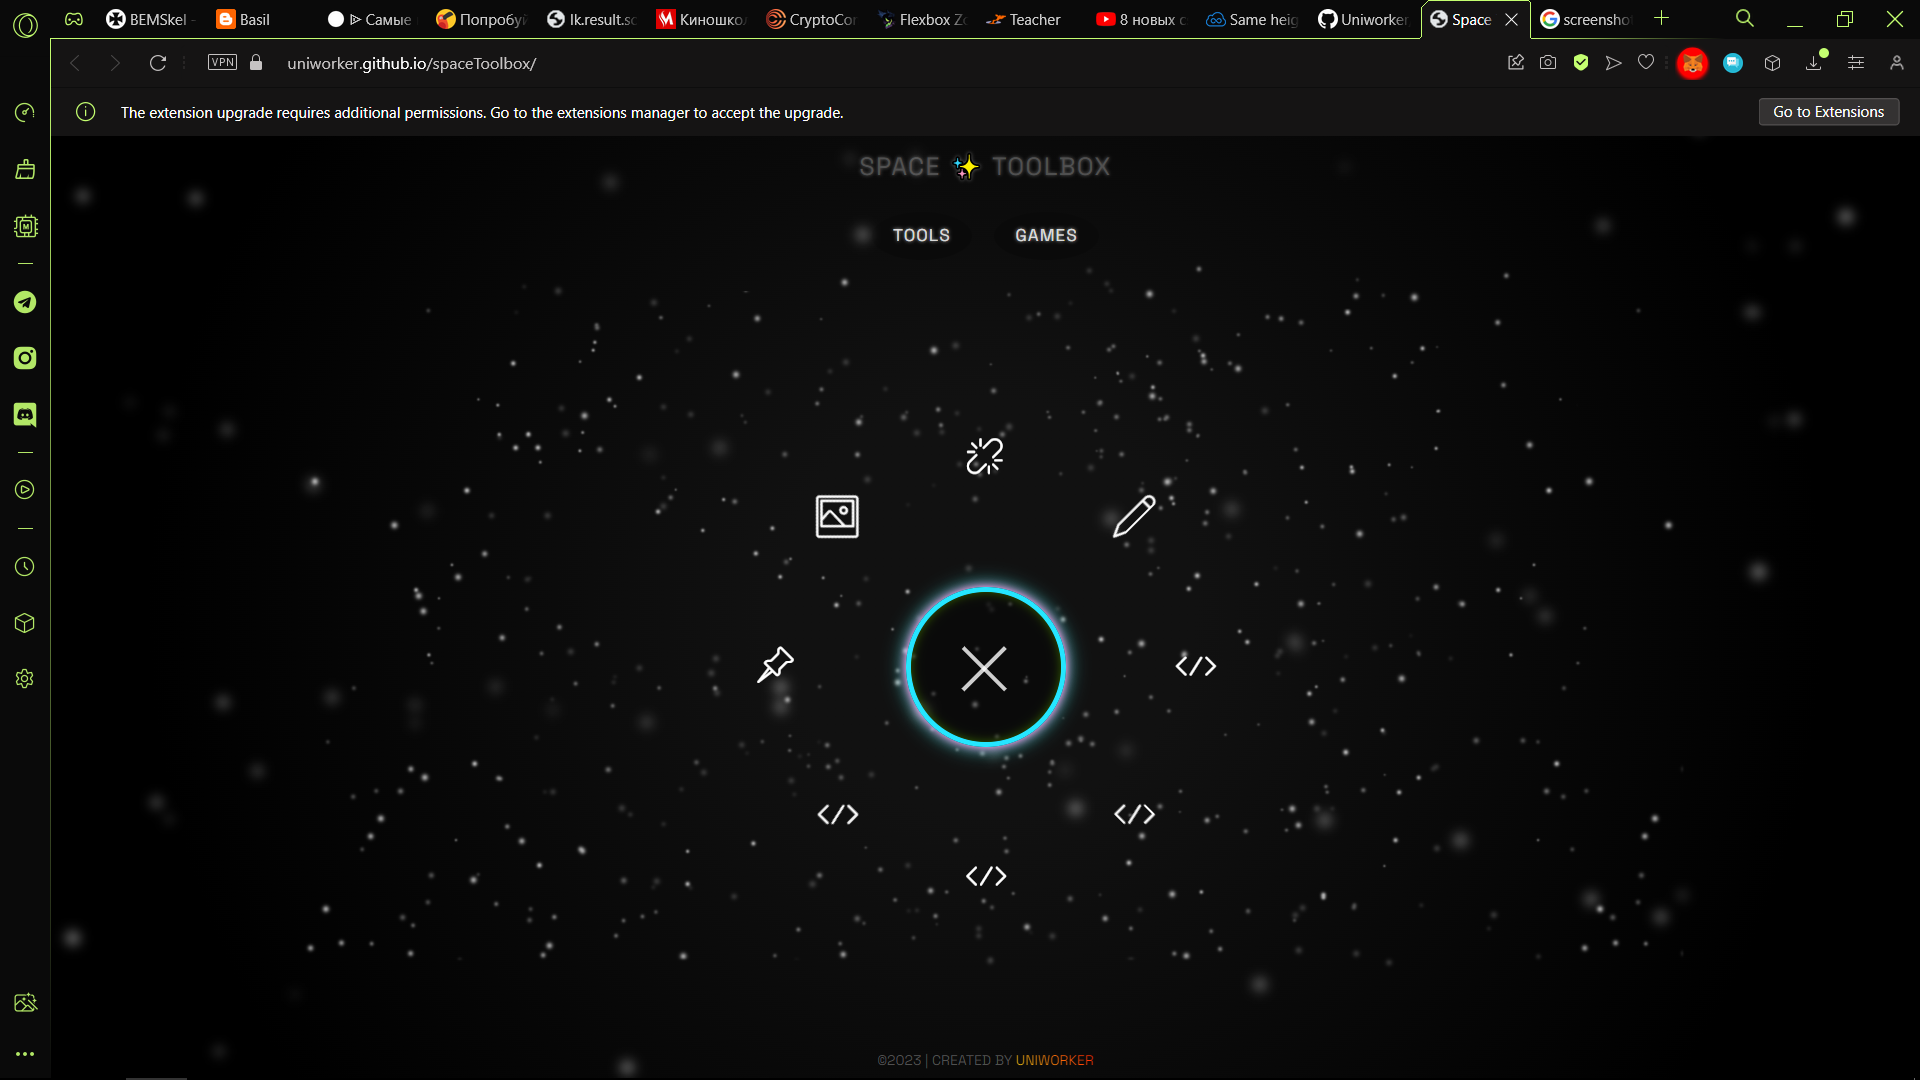 BEMSkel
Basil
Самые
Попробуй
lk.result.sc
Киношко
CryptoCor
Flexbox Zo
Teacher
8 новых с
Same heig
Uniworker
Space
screensho
VPN
uniworker.github.io/spaceToolbox/
The extension upgrade requires additional permissions. Go to the extensions manager to accept the upgrade.
Go to Extensions
SPACE ✨ TOOLBOX
TOOLS
GAMES
</>
</>
</>
</>
©2023 | CREATED BY UNIWORKER